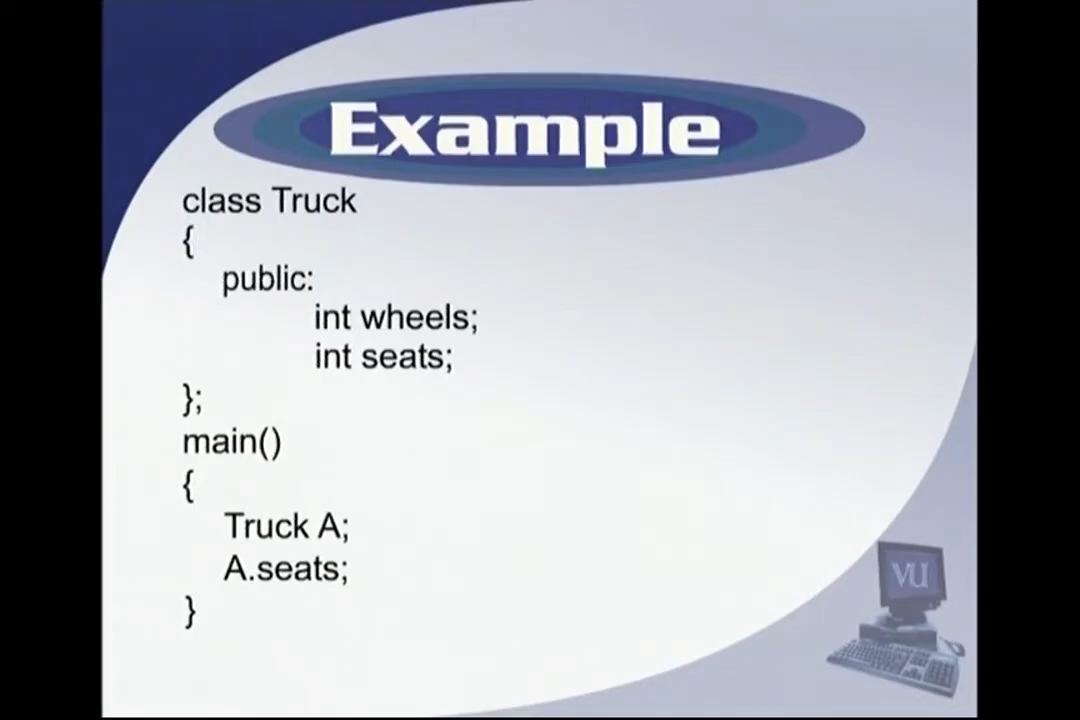 Example
class Truck
{
public:
int wheels;
int seats;
};
main()
{
Truck A;
A.seats;
}
VU